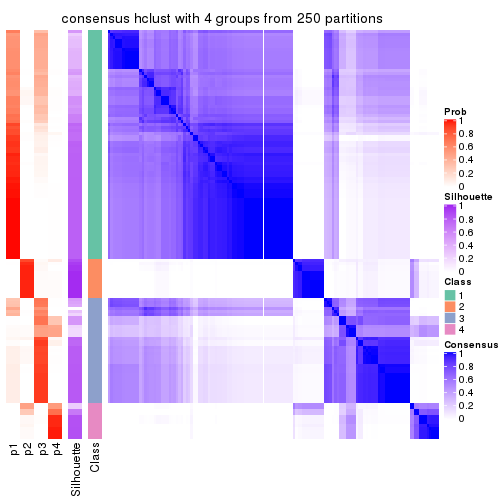 consensus hclust with 4 groups from 250 partitions
Prob
1
0.8
0.6
0.4
0.2
0
Silhouette
1
0.8
0.6
0.4
0.2
0
Class
1
2
3
4
Consensus
1
0.8
0.6
0.4
0.2
0
p1
p2
p3
p4
Silhouette
Class